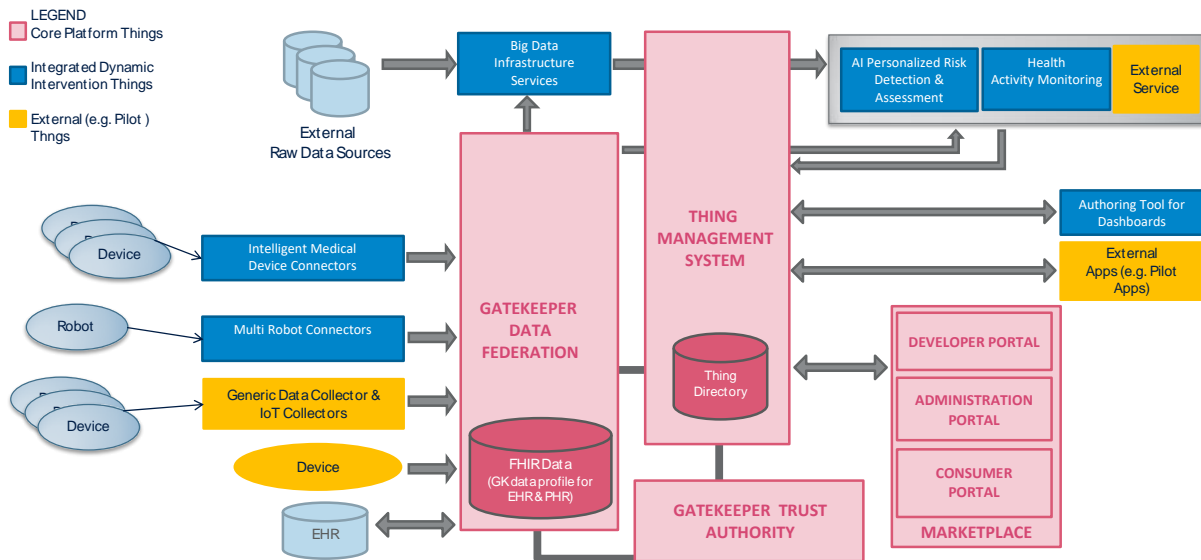 LEGEND
Core Platform Things
Integrated Dynamic
Intervention Things
External (e.g. Pilot )
Thngs
External
Raw Data Sources
Big Data
Infrastructure
Services
AI Personalized Risk
Detection &
Assessment
Health
Activity Monitoring
External
Service
Device
Intelligent Medical
Device Connectors
Robot
Multi Robot Connectors
Device
Generic Data Collector &
IoT Collectors
Device
EHR
GATEKEEPER
DATA
FEDERATION
FHIR Data
(GK data profile for
EHR & PHR)
THING
MANAGEMENT
SYSTEM
Thing
Directory
GATEKEEPER TRUST
AUTHORITY
Authoring Tool for
Dashboards
External
Apps (e.g. Pilot
Apps)
DEVELOPER PORTAL
ADMINISTRATION
PORTAL
CONSUMER
PORTAL
MARKETPLACE